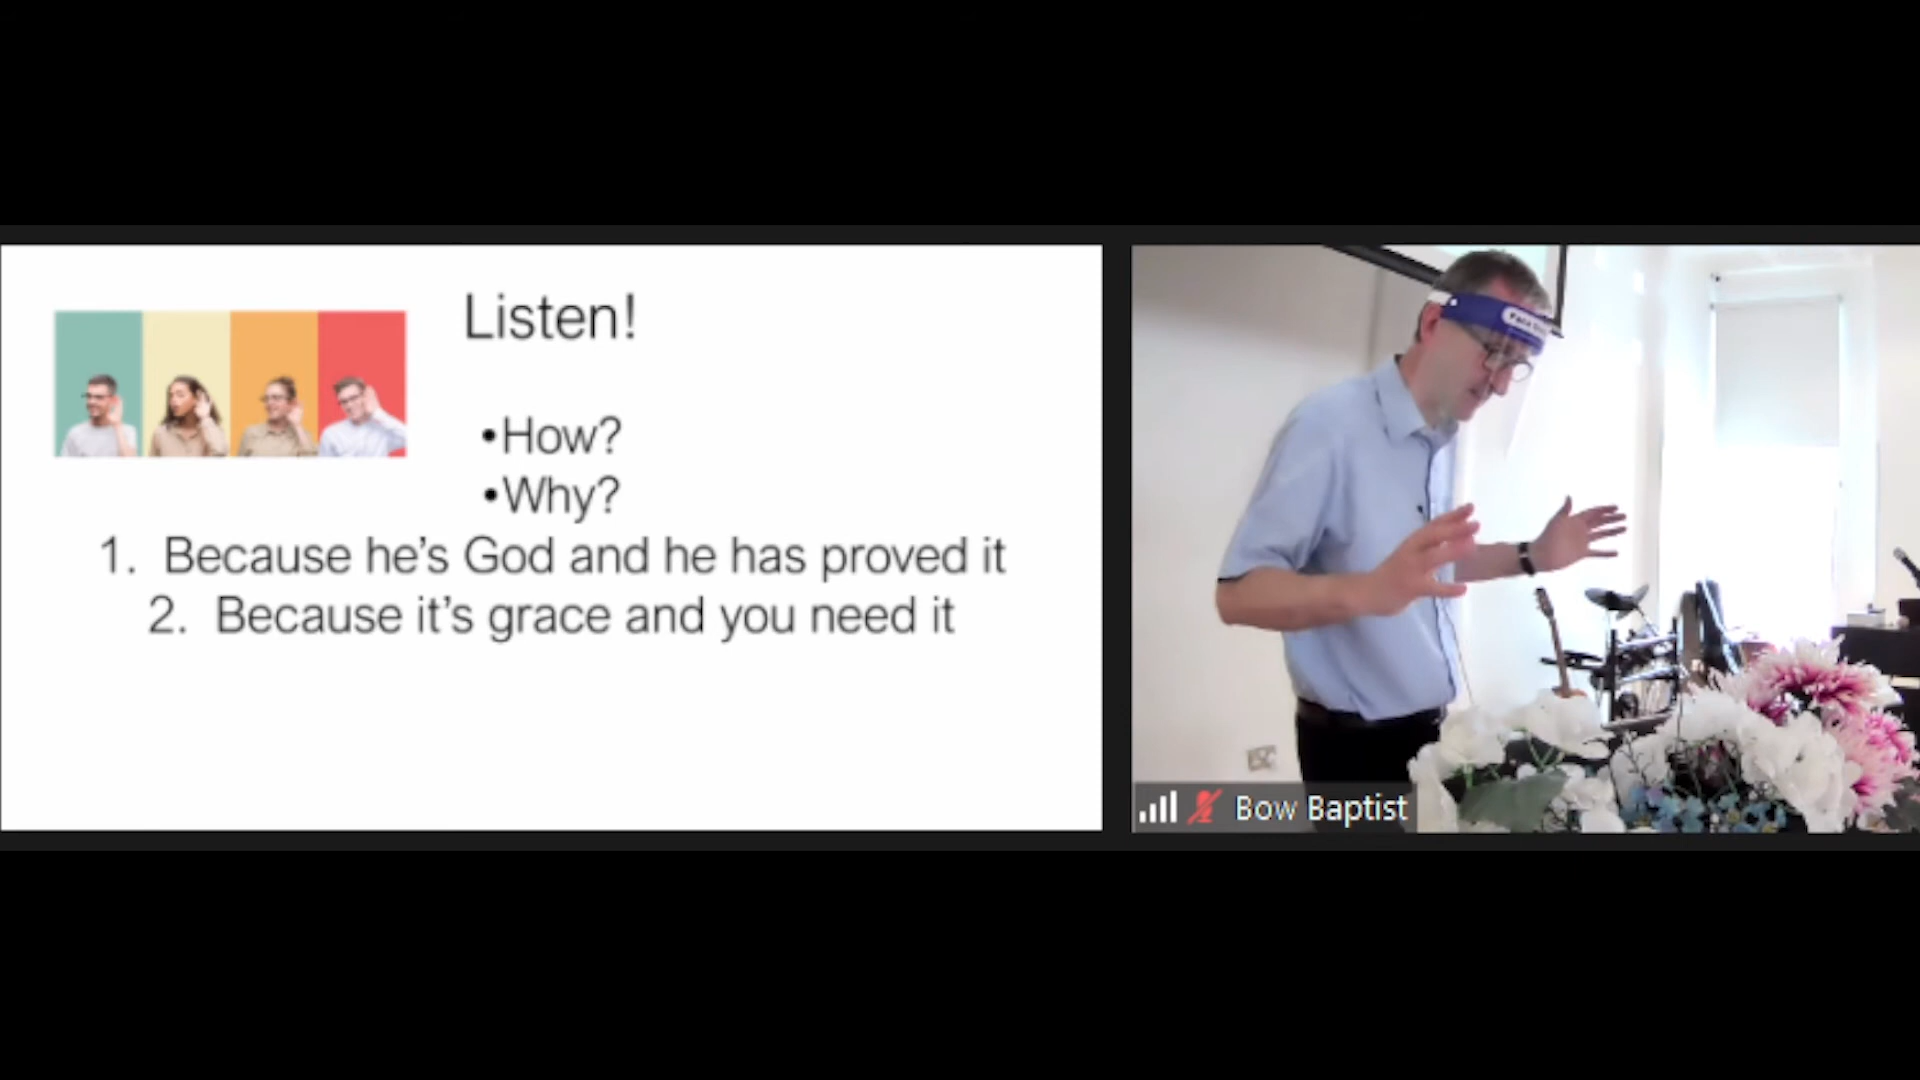 Listen!
•How?
•Why?
1. Because he's God and he has proved it
2. Because it's grace and you need it
Face
Bow Baptist